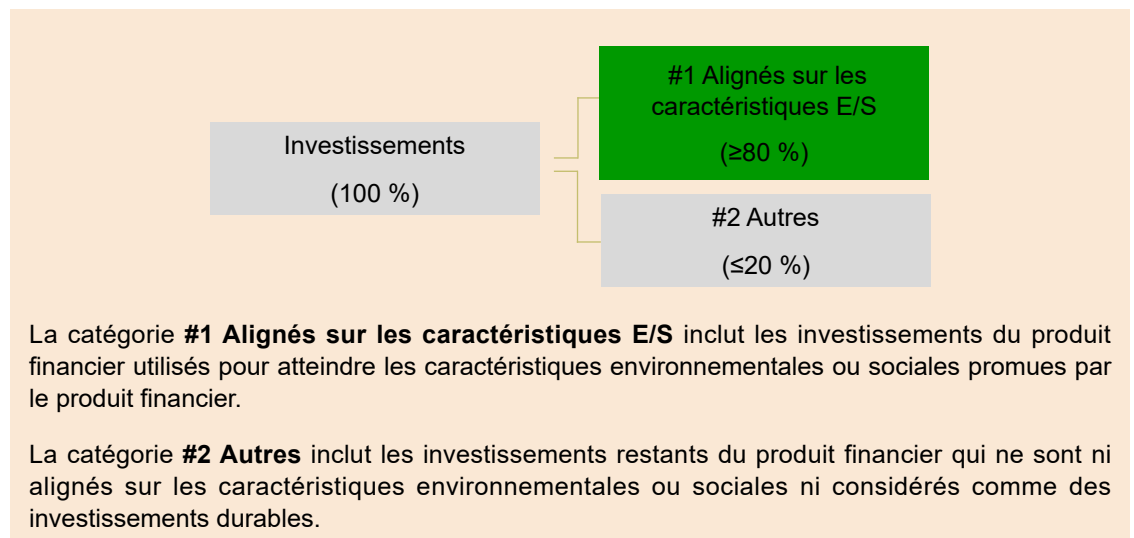 Investissements
(100 %)
#1 Alignés sur les
caractéristiques E/S
(≥80 %)
#2 Autres
(≤20 %)
La catégorie #1 Alignés sur les caractéristiques E/S inclut les investissements du produit
financier utilisés pour atteindre les caractéristiques environnementales ou sociales promues par
le produit financier.
La catégorie #2 Autres inclut les investissements restants du produit financier qui ne sont ni
alignés sur les caractéristiques environnementales ou sociales ni considérés comme des
investissements durables.